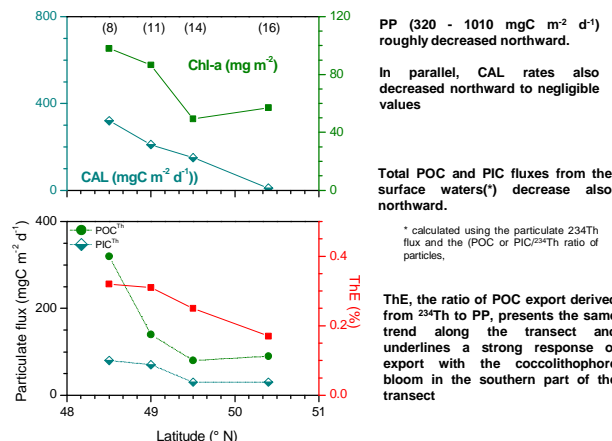 800
(8)
(11)
(14)
(16)
120
Chl-a (mg m-2)
80
400
40
CAL (mgC m-2 d-1))
0
0
400
POCTh
PICTh
0.4
200
0.2
0
0.0
Particulate flux (mgC m-2 d-1)
ThE (%)
48
49
50
51
Latitude (° N)
PP (320 - 1010 mgC m-2 d-1)
roughly decreased northward.
In parallel, CAL rates also
decreased northward to negligible
values
Total POC and PIC fluxes from the
surface waters(*) decrease also
northward.
* calculated using the particulate 234Th
flux and the (POC or PIC/234Th ratio of
particles,
ThE, the ratio of POC export derived
from 234Th to PP, presents the same
trend along the transect and
underlines a strong response of
export with the coccolithophore
bloom in the southern part of the
transect